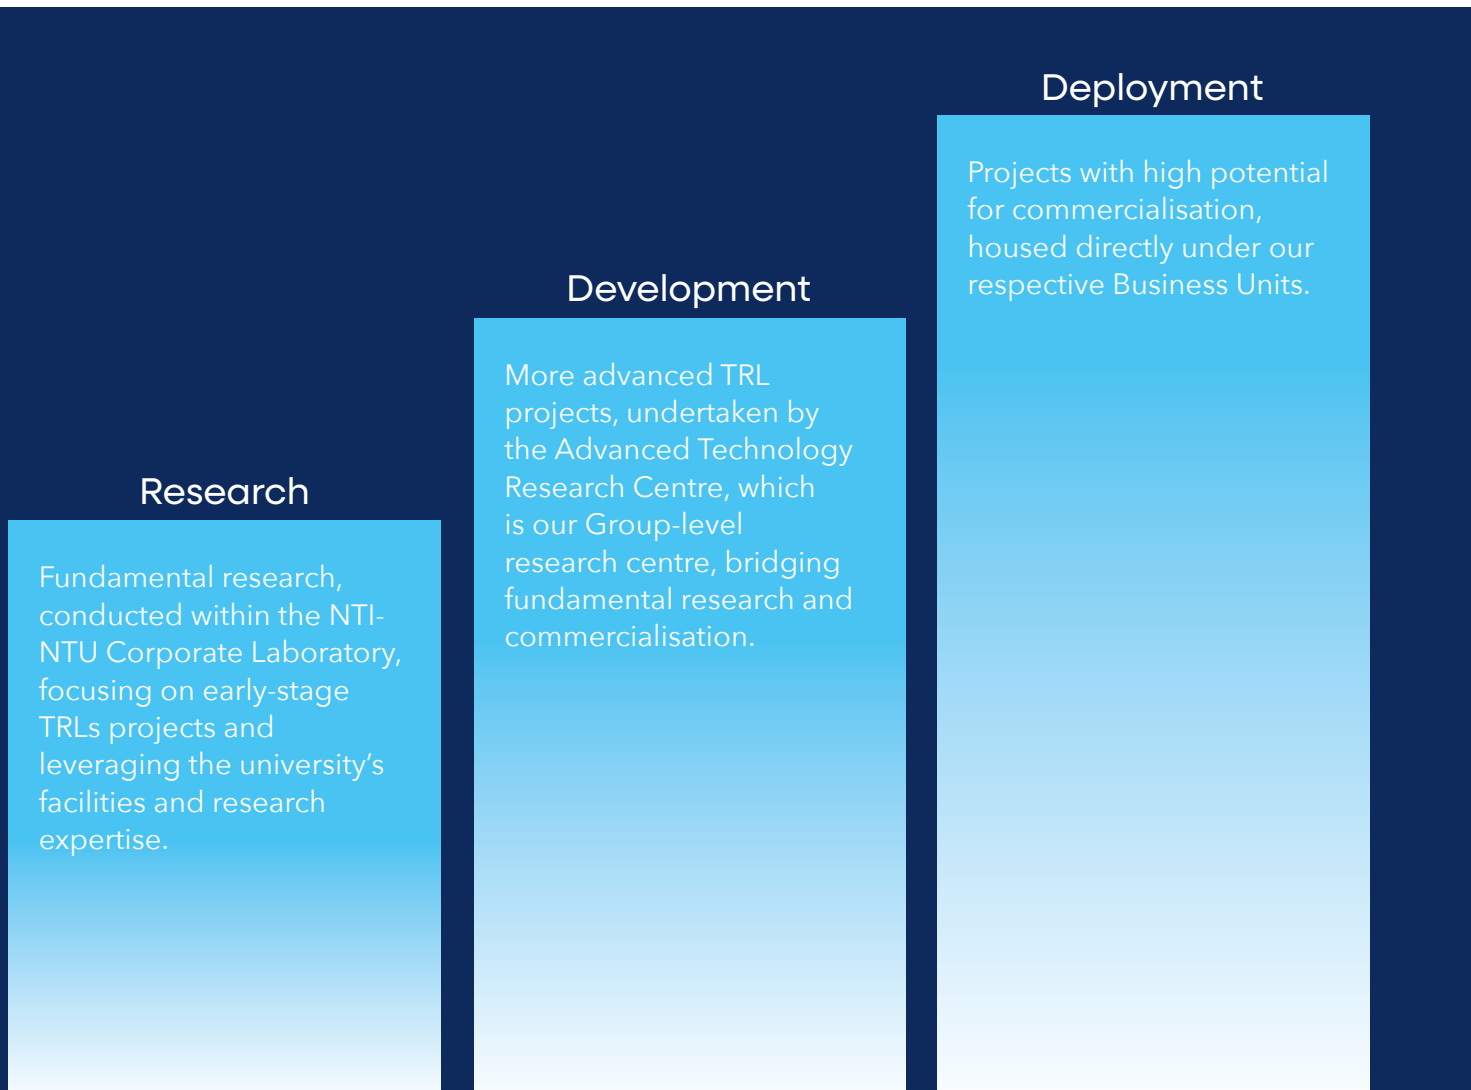 Research
Fundamental research,
conducted within the NTI-
NTU Corporate Laboratory,
focusing on early-stage
TRLs projects and
leveraging the university’s
facilities and research
expertise.
Development
More advanced TRL
projects, undertaken by
the Advanced Technology
Research Centre, which
is our Group-level
research centre, bridging
fundamental research and
commercialisation.
Deployment
Projects with high potential
for commercialisation,
housed directly under our
respective Business Units.